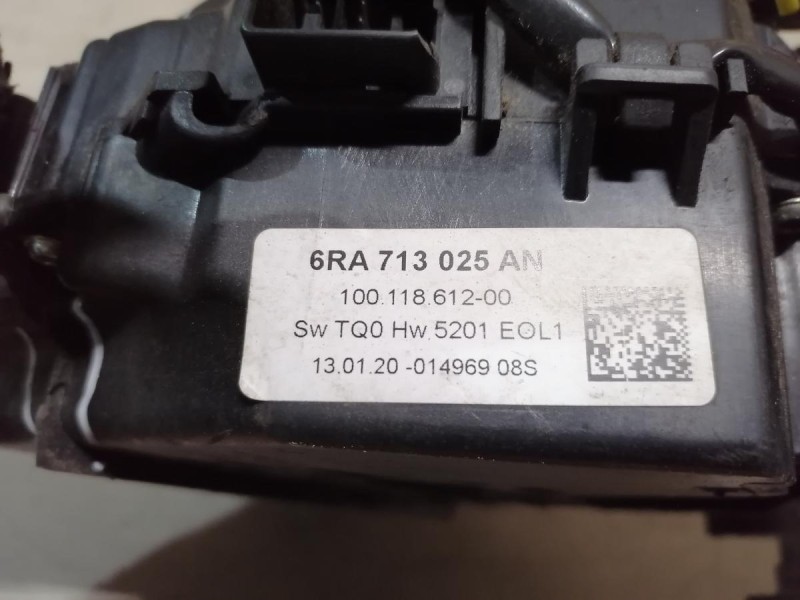 6RA 713 025 AN
100.118.612-00
Sw TQ0 Hw 5201 EOL1
13.01.20 -014969 08S